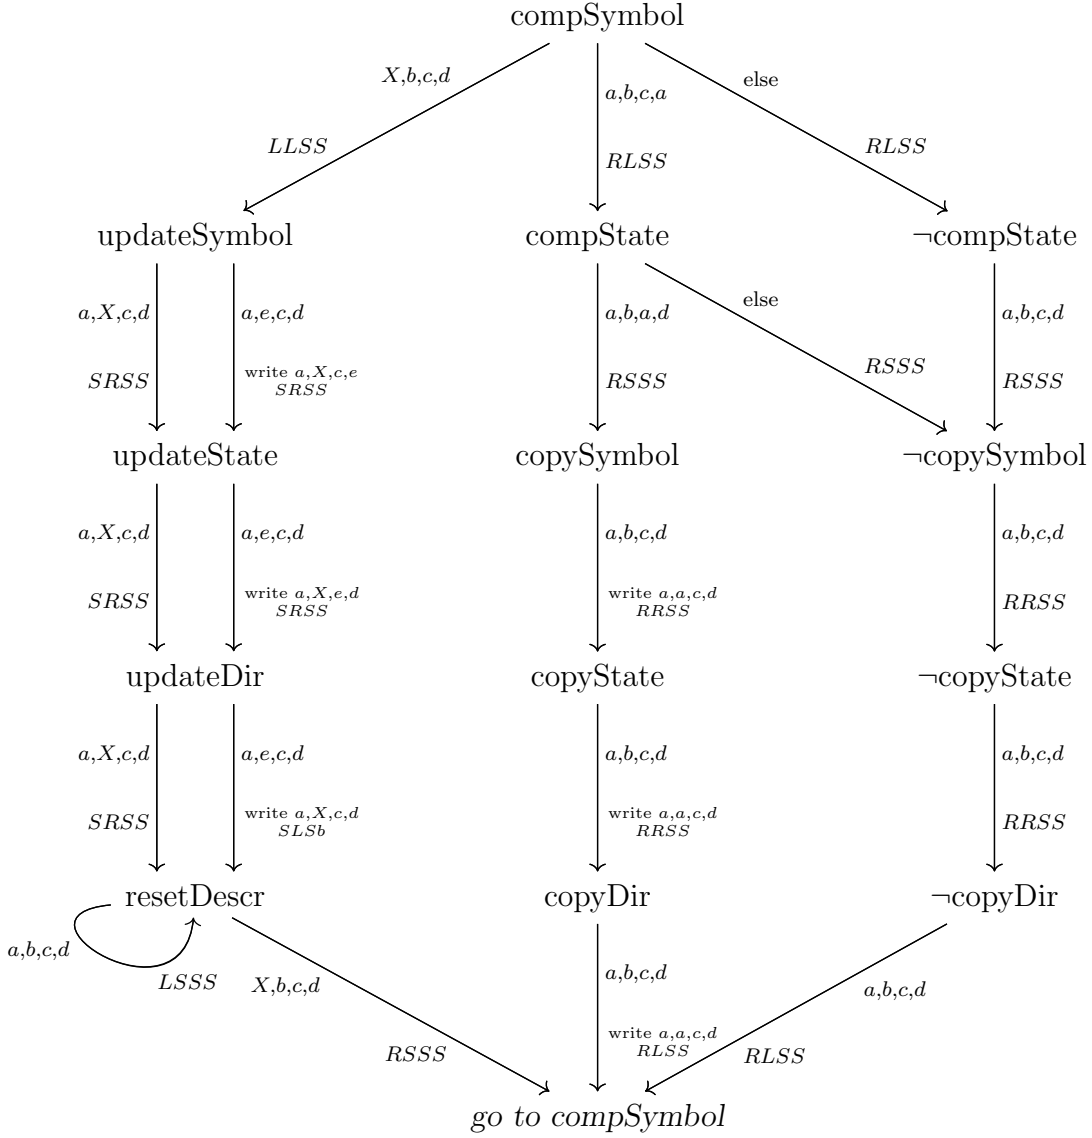 compSymbol
X,b,c,d
else
a,b,c,a
LLSS
RLSS
RLSS
updateSymbol
compState
¬compState
else
a,X,c,d
a,e,c,d
a,b,a,d
a,b,c,d
RSSS
SRSS
write a,X,c,e
SRSS
RSSS
RSSS
updateState
copySymbol
¬copySymbol
a,X,c,d
a,e,c,d
a,b,c,d
a,b,c,d
SRSS
write a,X,e,d
SRSS
write a,a,c,d
RRSS
RRSS
updateDir
copyState
¬copyState
a,X,c,d
a,e,c,d
a,b,c,d
a,b,c,d
SRSS
write a,X,c,d
SLSb
write a,a,c,d
RRSS
RRSS
resetDescr
copyDir
¬copyDir
a,b,c,d
LSSS
X,b,c,d
a,b,c,d
a,b,c,d
RSSS
write a,a,c,d
RLSS
RLSS
go to compSymbol